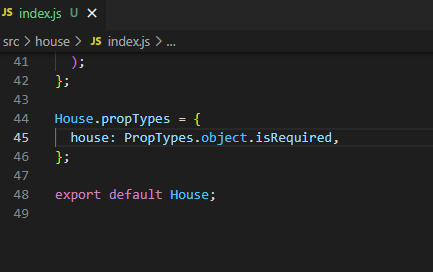 JS index.js U ×
src > house > JS index.js > ...
41 );
42 };
43
44 House.propTypes = {
45 house: PropTypes.object.isRequired,
46 };
47
48 export default House;
49